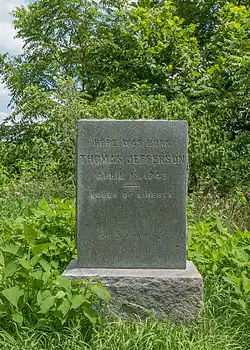 HERE WAS BORN
THOMAS JEFFERSON
APRIL 13, 1743
LOVER OF LIBERTY